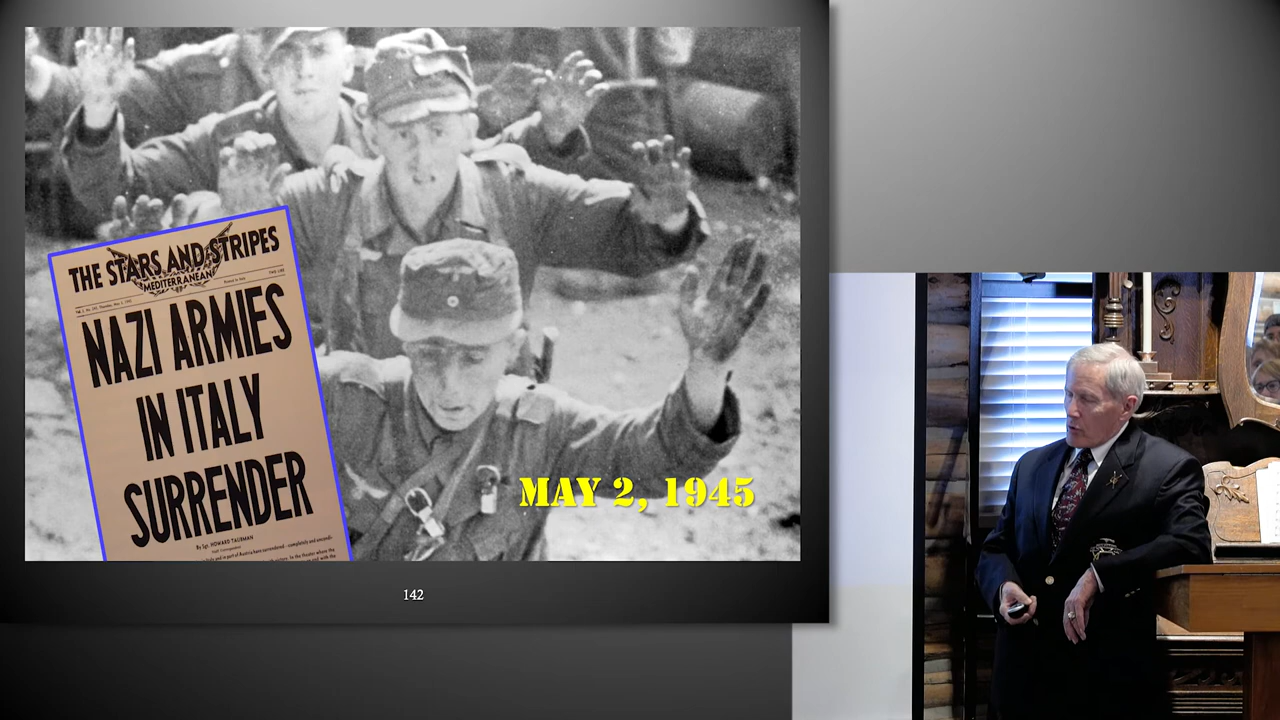 THE STARS AND STRIPES
MEDITERRANEAN
NAZI ARMIES
IN ITALY
SURRENDER
By Sgt. HOWARD TAUBMAN
MAY 2, 1945
142